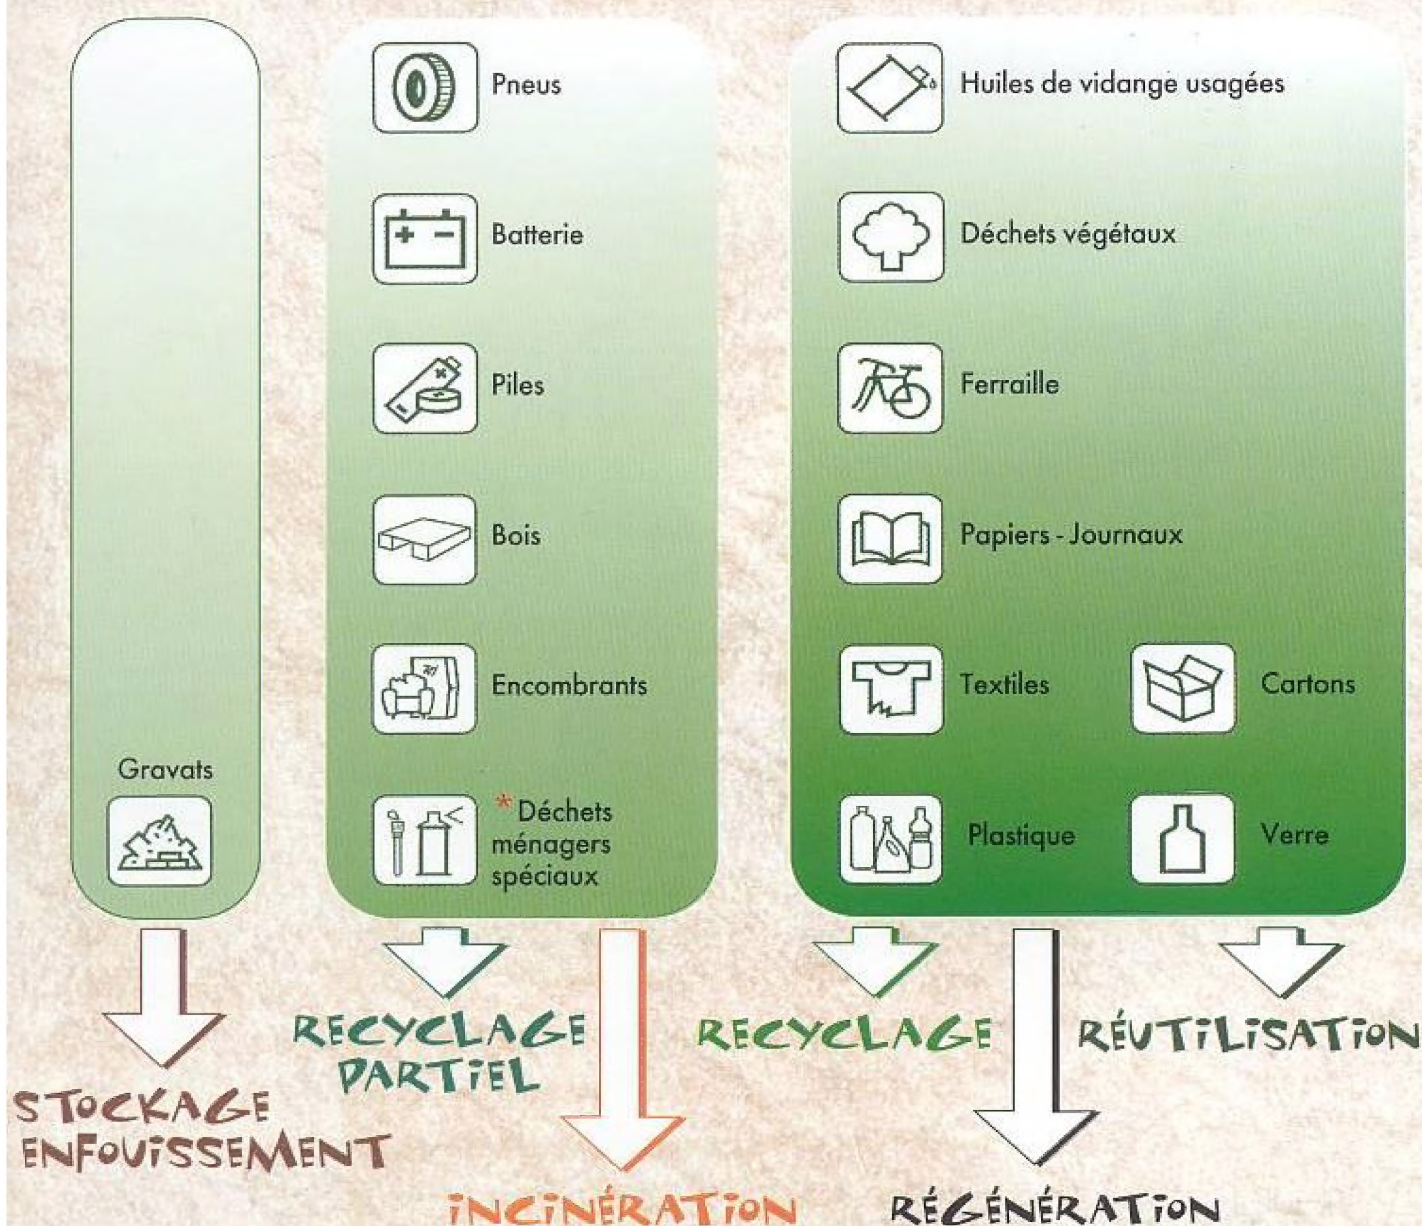 Gravats
STOCKAGE
ENFOUISSEMENT
Pneus
Batterie
Piles
Bois
Encombrants
* Déchets
ménagers
spéciaux
RECYCLAGE
PARTIEL
INCINÉRATION
Huiles de vidange usagées
Déchets végétaux
Ferraille
Papiers - Journaux
Textiles
Cartons
Plastique
Verre
RECYCLAGE
RÉGÉNÉRATION
RÉUTILISATION